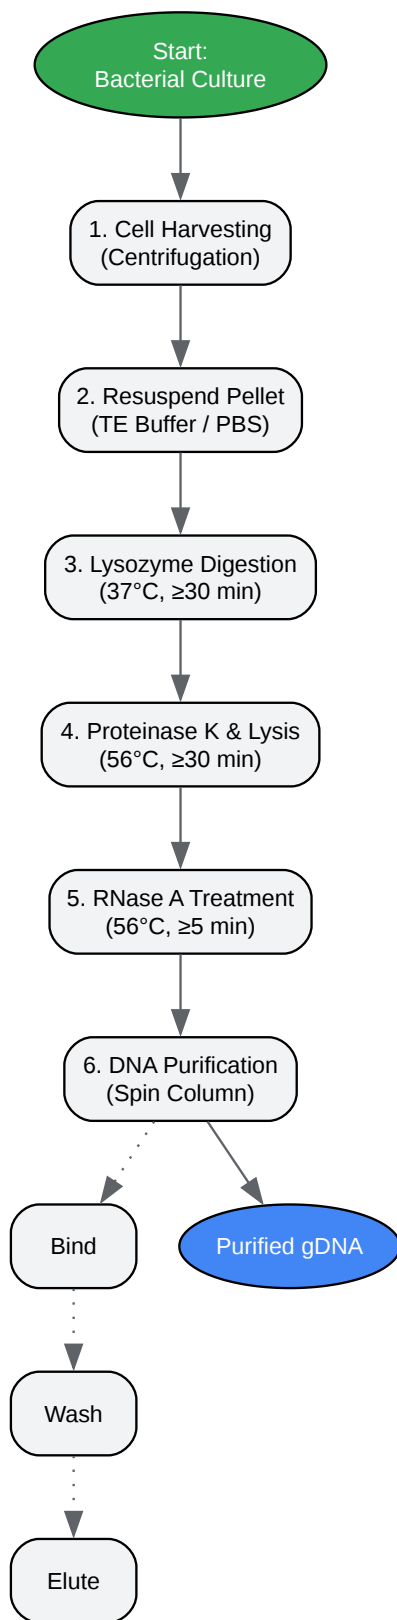 Start:
Bacterial Culture
1. Cell Harvesting
(Centrifugation)
2. Resuspend Pellet
(TE Buffer / PBS)
3. Lysozyme Digestion
(37°C, ≥30 min)
4. Proteinase K & Lysis
(56°C, ≥30 min)
5. RNase A Treatment
(56°C, ≥5 min)
6. DNA Purification
(Spin Column)
Bind
Purified gDNA
Wash
Elute